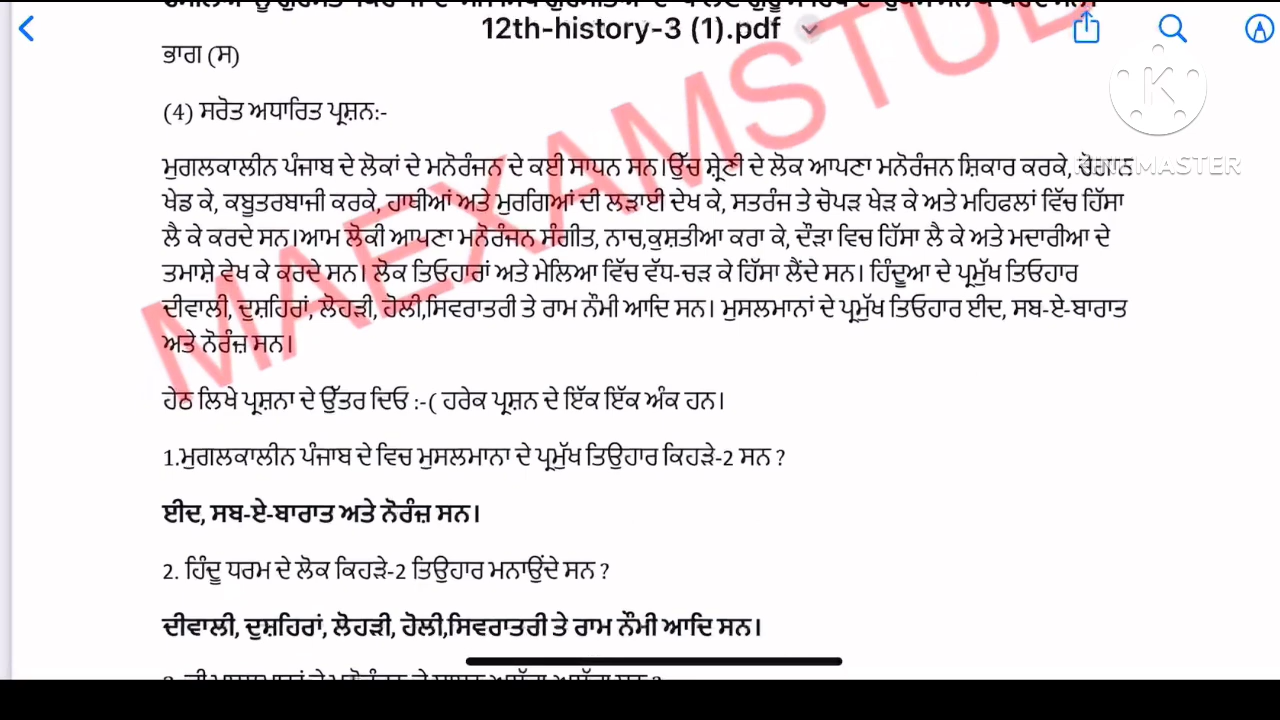 12th-history-3 (1).pdf
ਭਾਗ (ਸ)
(4) ਸਰੋਤ ਅਧਾਰਿਤ ਪ੍ਰਸ਼ਨ:-
ਮੁਗਲਕਾਲੀਨ ਪੰਜਾਬ ਦੇ ਲੋਕਾਂ ਦੇ ਮਨੋਰੰਜਨ ਦੇ ਕਈ ਸਾਧਨ ਸਨ।ਉੱਚ ਸ਼੍ਰੇਣੀ ਦੇ ਲੋਕ ਆਪਣਾ ਮਨੋਰੰਜਨ ਸ਼ਿਕਾਰ ਕਰਕੇ, ਚੋਗਾਨ
ਖੇਡ ਕੇ, ਕਬੂਤਰਬਾਜੀ ਕਰਕੇ, ਹਾਥੀਆਂ ਅਤੇ ਮੁਰਗਿਆਂ ਦੀ ਲੜਾਈ ਦੇਖ ਕੇ, ਸਤਰੰਜ ਤੇ ਚੋਪੜ ਖੇੜ ਕੇ ਅਤੇ ਮਹਿਫਲਾਂ ਵਿੱਚ ਹਿੱਸਾ
ਲੈ ਕੇ ਕਰਦੇ ਸਨ।ਆਮ ਲੋਕੀ ਆਪਣਾ ਮਨੋਰੰਜਨ ਸੰਗੀਤ, ਨਾਚ,ਕੁਸ਼ਤੀਆ ਕਰਾ ਕੇ, ਦੌੜਾ ਵਿਚ ਹਿੱਸਾ ਲੈ ਕੇ ਅਤੇ ਮਦਾਰੀਆ ਦੇ
ਤਮਾਸ਼ੇ ਵੇਖ ਕੇ ਕਰਦੇ ਸਨ। ਲੋਕ ਤਿਓਹਾਰਾਂ ਅਤੇ ਮੇਲਿਆ ਵਿੱਚ ਵੱਧ-ਚੜ ਕੇ ਹਿੱਸਾ ਲੈਂਦੇ ਸਨ। ਹਿੰਦੂਆ ਦੇ ਪ੍ਰਮੁੱਖ ਤਿਓਹਾਰ
ਦੀਵਾਲੀ, ਦੁਸ਼ਹਿਰਾਂ, ਲੋਹੜੀ, ਹੋਲੀ,ਸਿਵਰਾਤਰੀ ਤੇ ਰਾਮ ਨੌਮੀ ਆਦਿ ਸਨ। ਮੁਸਲਮਾਨਾਂ ਦੇ ਪ੍ਰਮੁੱਖ ਤਿਓਹਾਰ ਈਦ, ਸਬ-ਏ-ਬਾਰਾਤ
ਅਤੇ ਨੋਰੰਜ਼ ਸਨ।
ਹੇਠ ਲਿਖੇ ਪ੍ਰਸ਼ਨਾ ਦੇ ਉੱਤਰ ਦਿਓ :-( ਹਰੇਕ ਪ੍ਰਸ਼ਨ ਦੇ ਇੱਕ ਇੱਕ ਅੰਕ ਹਨ।
1.ਮੁਗਲਕਾਲੀਨ ਪੰਜਾਬ ਦੇ ਵਿਚ ਮੁਸਲਮਾਨਾ ਦੇ ਪ੍ਰਮੁੱਖ ਤਿਉਹਾਰ ਕਿਹੜੇ-2 ਸਨ ?
ਈਦ, ਸਬ-ਏ-ਬਾਰਾਤ ਅਤੇ ਨੋਰੰਜ਼ ਸਨ।
2. ਹਿੰਦੂ ਧਰਮ ਦੇ ਲੋਕ ਕਿਹੜੇ-2 ਤਿਉਹਾਰ ਮਨਾਉਂਦੇ ਸਨ ?
ਦੀਵਾਲੀ, ਦੁਸ਼ਹਿਰਾਂ, ਲੋਹੜੀ, ਹੋਲੀ,ਸਿਵਰਾਤਰੀ ਤੇ ਰਾਮ ਨੌਮੀ ਆਦਿ ਸਨ।
MAEXAMSTU
KINEMASTER